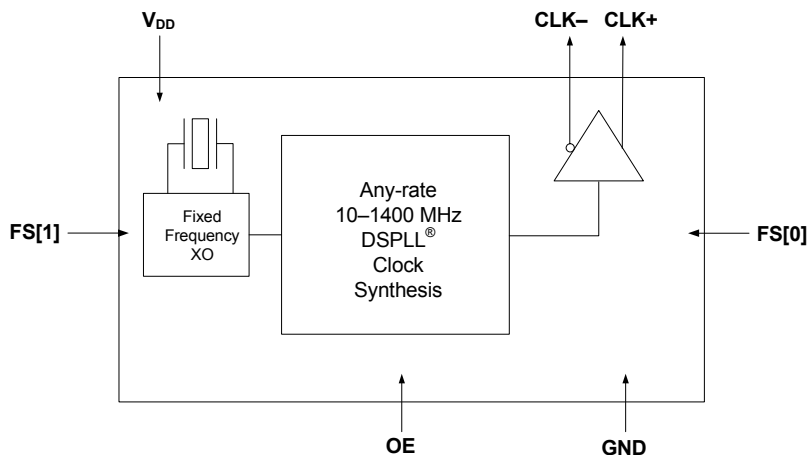 V_DD
CLK– CLK+
Fixed
Frequency
XO
Any-rate
10–1400 MHz
DSPLL®
Clock
Synthesis
FS[1]
FS[0]
OE
GND